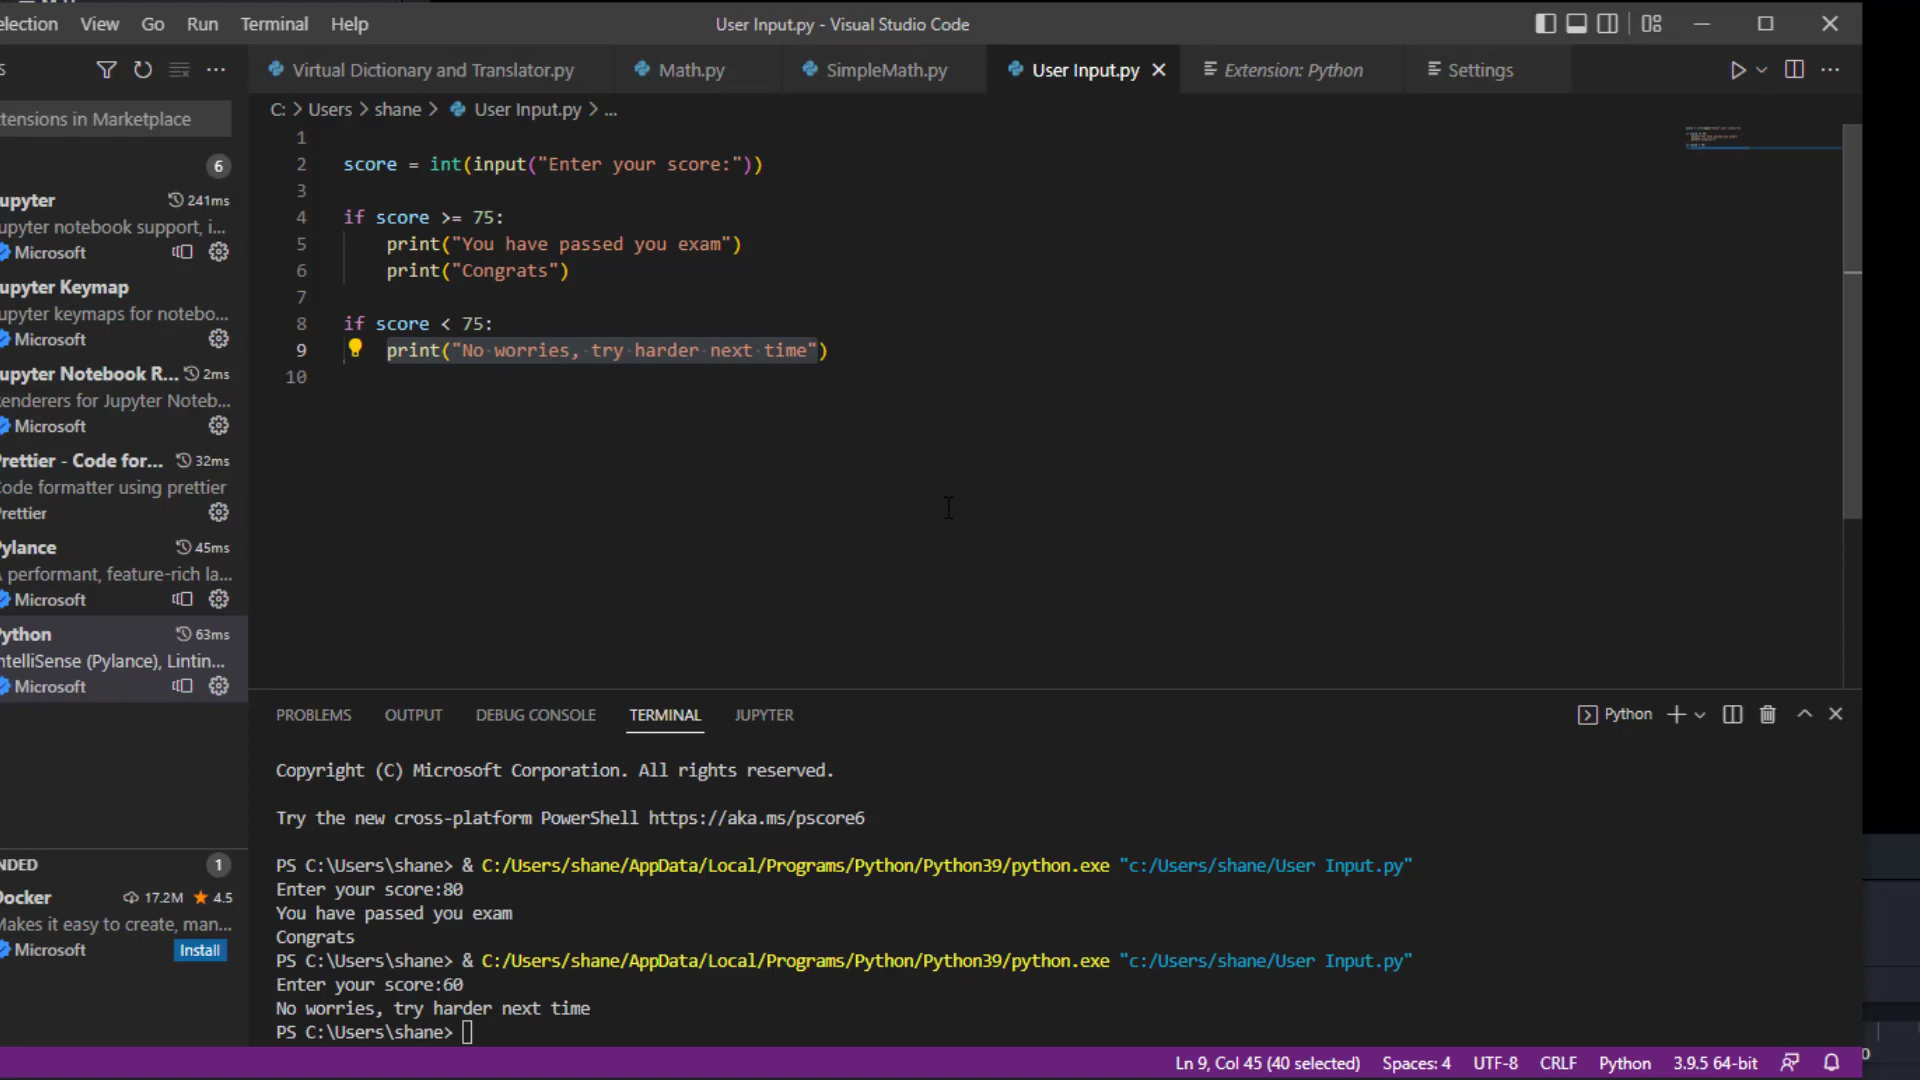 election View Go Run Terminal Help
User Input.py - Visual Studio Code
S
Virtual Dictionary and Translator.py
Math.py
SimpleMath.py
User Input.py
Extension: Python
Settings
C: > Users > shane > User Input.py > ...
tensions in Marketplace
6
upyter 241ms
upyter notebook support, i...
Microsoft
upyter Keymap
upyter keymaps for notebo...
Microsoft
upyter Notebook R... 2ms
enderers for Jupyter Noteb...
Microsoft
Prettier - Code for... 32ms
Code formatter using prettier
Prettier
Pylance 45ms
A performant, feature-rich la...
Microsoft
Python 63ms
ntelliSense (Pylance), Lintin...
Microsoft
NDED 1
Docker 17.2M 4.5
Makes it easy to create, man...
Microsoft Install
1
2 score = int(input("Enter your score:"))
3
4 if score >= 75:
5 print("You have passed you exam")
6 print("Congrats")
7
8 if score < 75:
9 print("No worries, try harder next time")
10
PROBLEMS OUTPUT DEBUG CONSOLE TERMINAL JUPYTER
Python
Copyright (C) Microsoft Corporation. All rights reserved.
Try the new cross-platform PowerShell https://aka.ms/pscore6
PS C:\Users\shane> & C:/Users/shane/AppData/Local/Programs/Python/Python39/python.exe "c:/Users/shane/User Input.py"
Enter your score:80
You have passed you exam
Congrats
PS C:\Users\shane> & C:/Users/shane/AppData/Local/Programs/Python/Python39/python.exe "c:/Users/shane/User Input.py"
Enter your score:60
No worries, try harder next time
PS C:\Users\shane>
Ln 9, Col 45 (40 selected) Spaces: 4 UTF-8 CRLF Python 3.9.5 64-bit